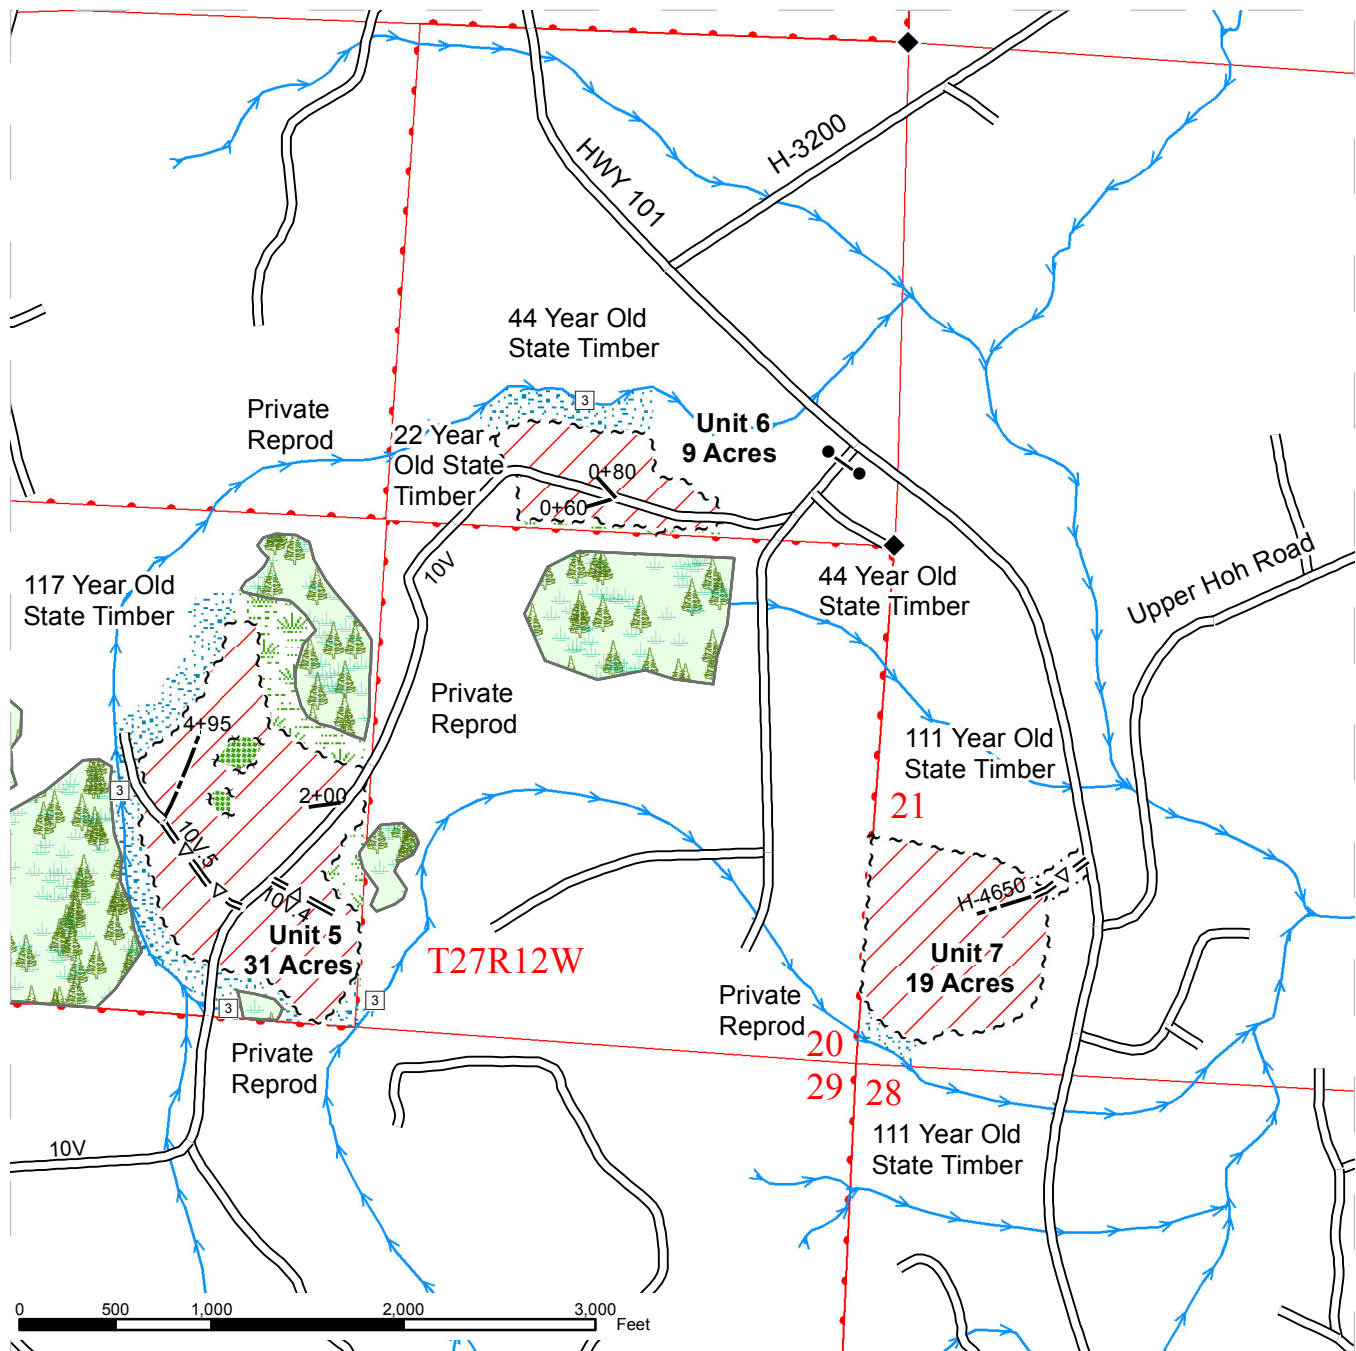 H-3200
HWY 101
44 Year Old
State Timber
3
Private
Reprod
Unit 6
9 Acres
22 Year
Old State
Timber
0+80
0+60
10V
117 Year Old
State Timber
44 Year Old
State Timber
Upper Hoh Road
Private
Reprod
4+95
111 Year Old
State Timber
3
2+00
21
10V5
10V4
H-4650
Unit 5
31 Acres
T27R12W
Unit 7
19 Acres
3
3
Private
Reprod
20
Private
Reprod
29
28
111 Year Old
State Timber
10V
0
500
1,000
2,000
3,000
Feet